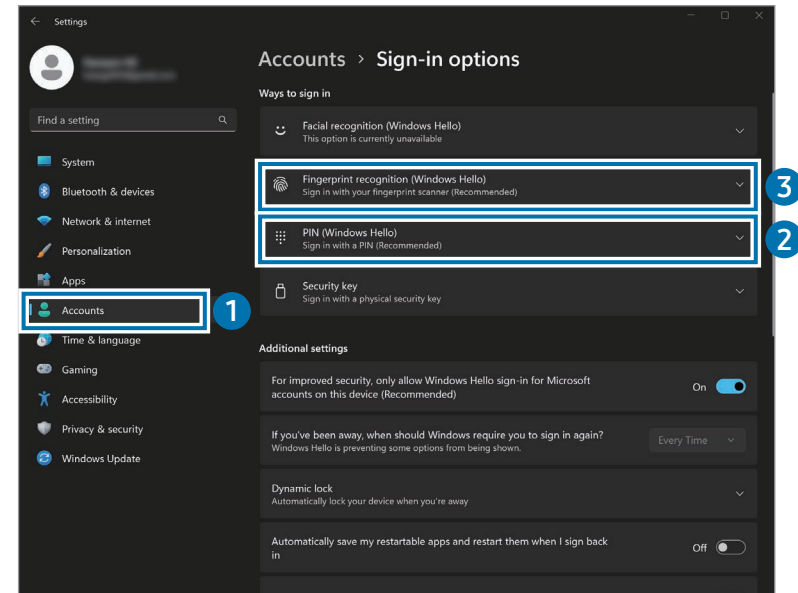 Settings
Find a setting
System
Bluetooth & devices
Network & internet
Personalization
Apps
Accounts
1
Time & language
Gaming
Accessibility
Privacy & security
Windows Update
Accounts > Sign-in options
Ways to sign in
Facial recognition (Windows Hello)
This option is currently unavailable
Fingerprint recognition (Windows Hello)
Sign in with your fingerprint scanner (Recommended)
3
PIN (Windows Hello)
Sign in with a PIN (Recommended)
2
Security key
Sign in with a physical security key
Additional settings
For improved security, only allow Windows Hello sign-in for Microsoft
accounts on this device (Recommended)
On
If you've been away, when should Windows require you to sign in again?
Windows Hello is preventing some options from being shown.
Every Time
Dynamic lock
Automatically lock your device when you're away
Automatically save my restartable apps and restart them when I sign back
in
Off